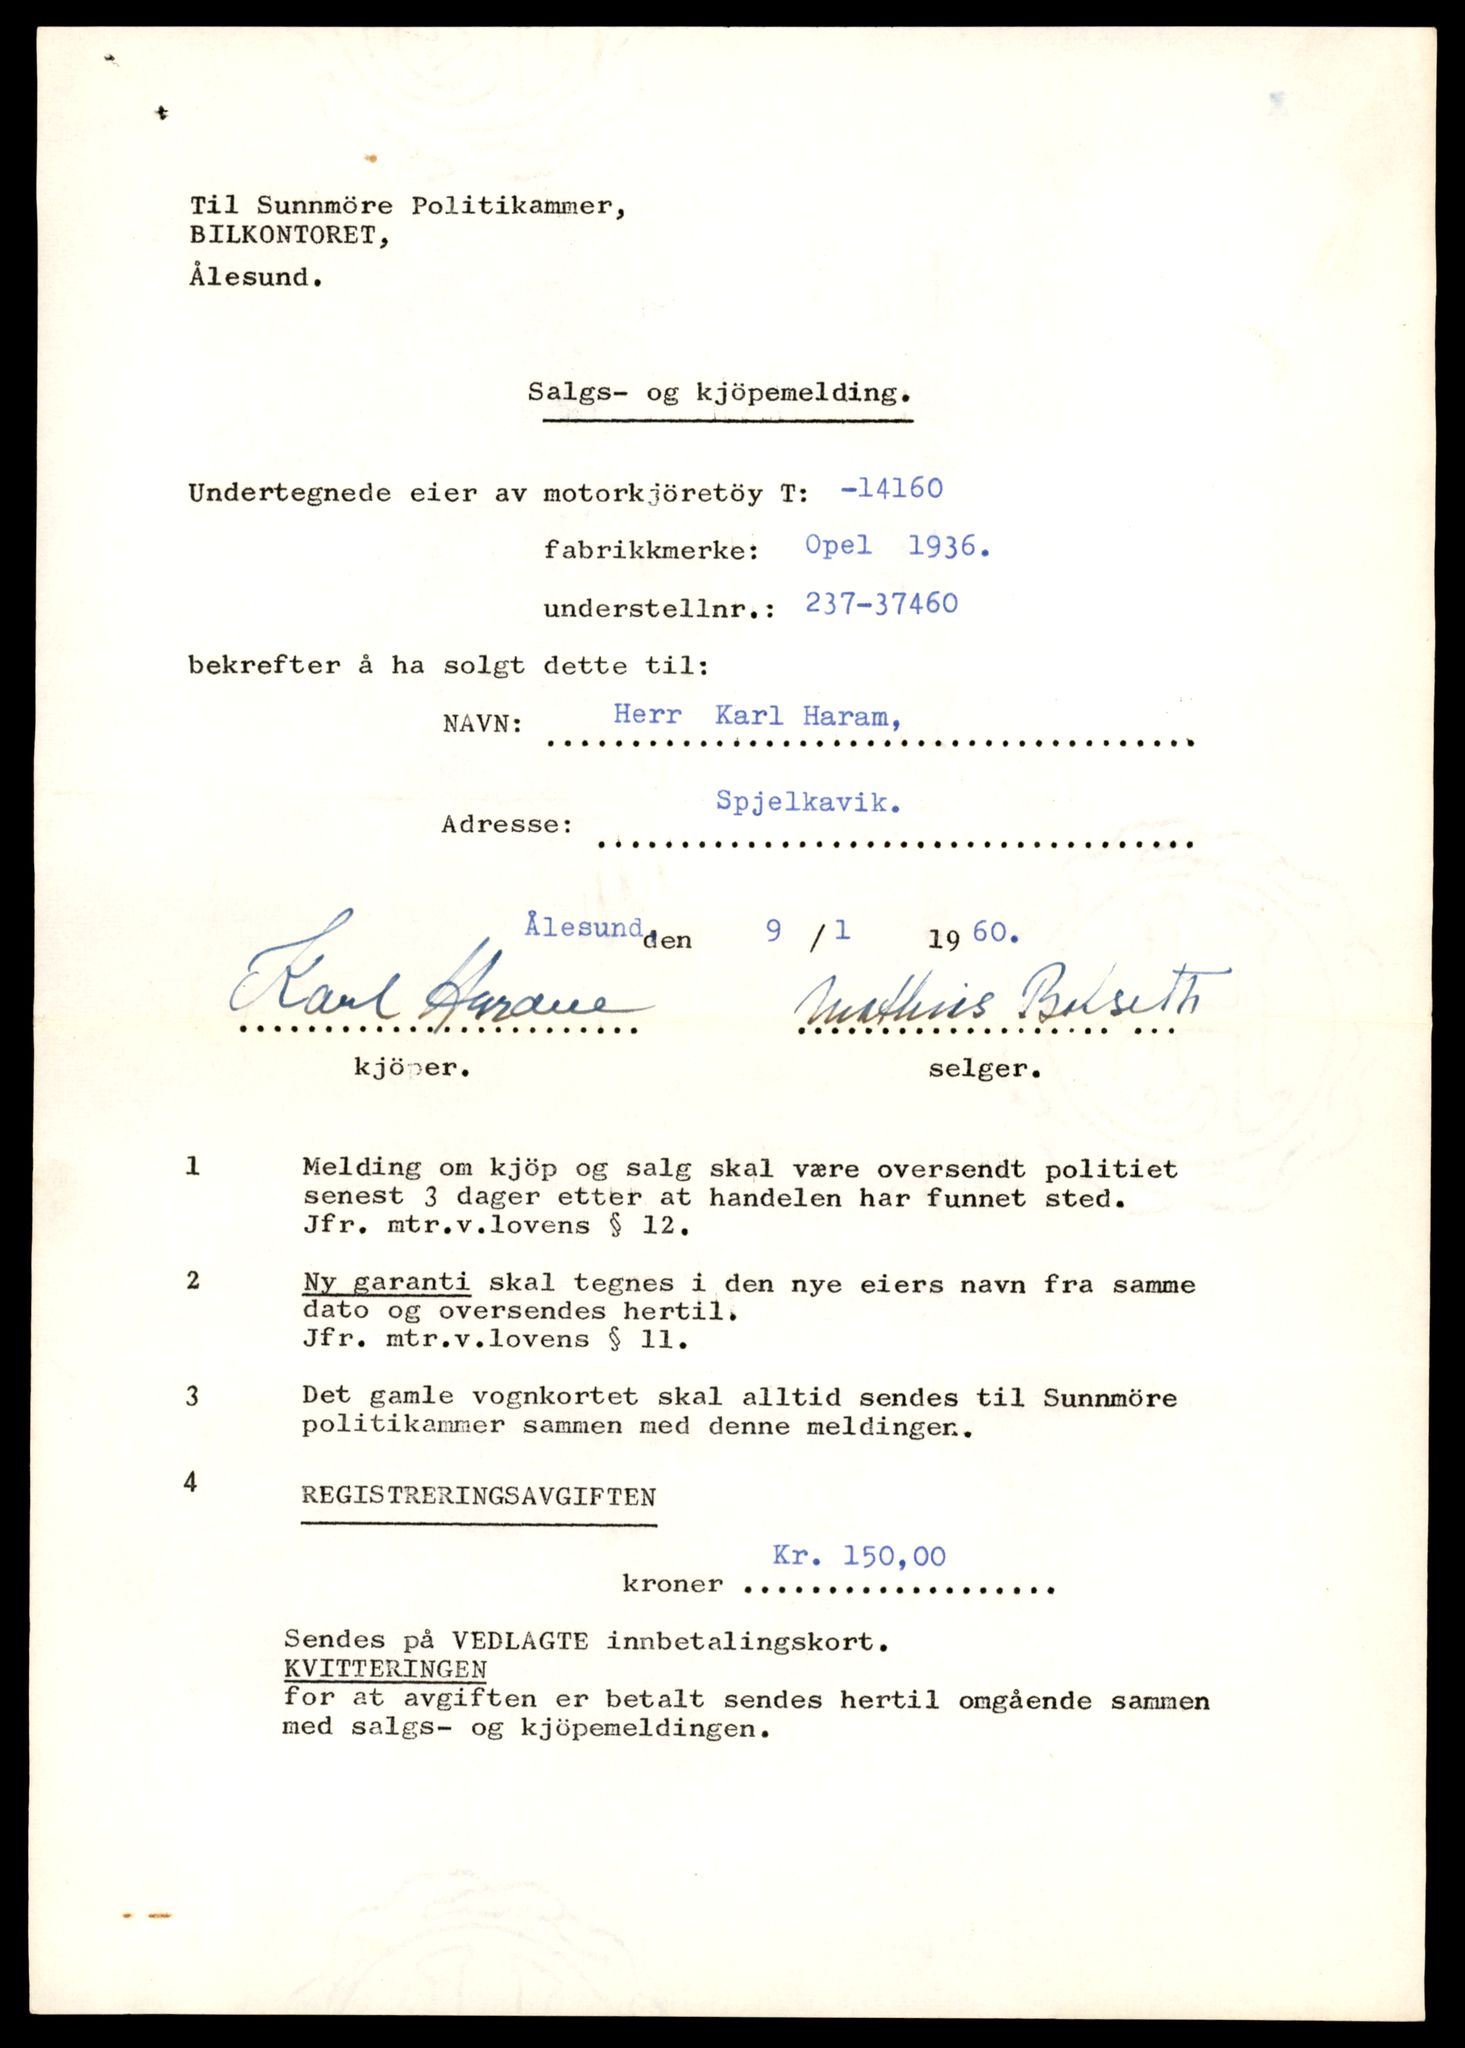 Til Sunnmöre Politikammer,
BILKONTORET,
Ålesund.
Salgs- og kjöpemelding.
Undertegnede eier av motorkjöretöy T: -14160
fabrikkmerke: Opel 1936.
understellnr.: 237-37460
bekrefter å ha solgt dette til:
NAVN: Herr Karl Haram,
Adresse: Spjelkavik.
Ålesund, den 9 / 1 19 60.
Karl Haram Mathias
kjöper. selger.
1 Melding om kjöp og salg skal være oversendt politiet
senest 3 dager etter at handelen har funnet sted.
Jfr. mtr.v.lovens § 12.
2 Ny garanti skal tegnes i den nye eiers navn fra samme
dato og oversendes hertil.
Jfr. mtr.v.lovens § 11.
3 Det gamle vognkortet skal alltid sendes til Sunnmöre
politikammer sammen med denne meldingen.
4 REGISTRERINGSAVGIFTEN
Kr. 150,00
kroner ...................
Sendes på VEDLAGTE innbetalingskort.
KVITTERINGEN
for at avgiften er betalt sendes hertil omgående sammen
med salgs- og kjöpemeldingen.